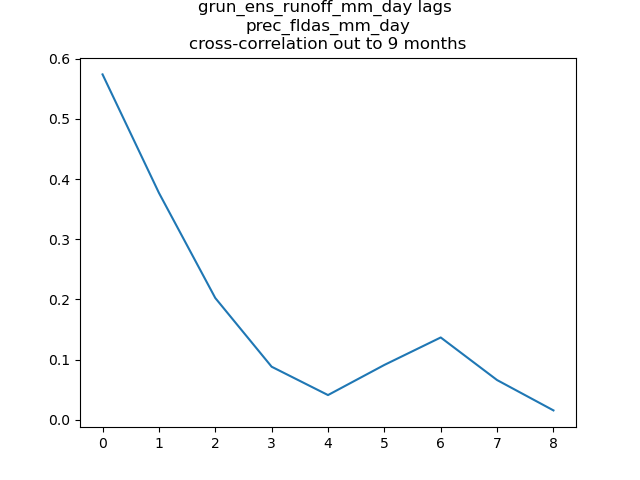 grun_ens_runoff_mm_day lags
prec_fldas_mm_day
cross-correlation out to 9 months
0.6
0.5
0.4
0.3
0.2
0.1
0.0
0 1 2 3 4 5 6 7 8